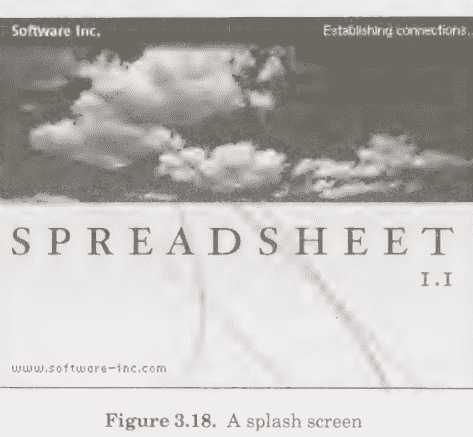 Software Inc.
Establishing connections..
SPREADSHEET
1.1
www.software-inc.com
Figure 3.18. A splash screen